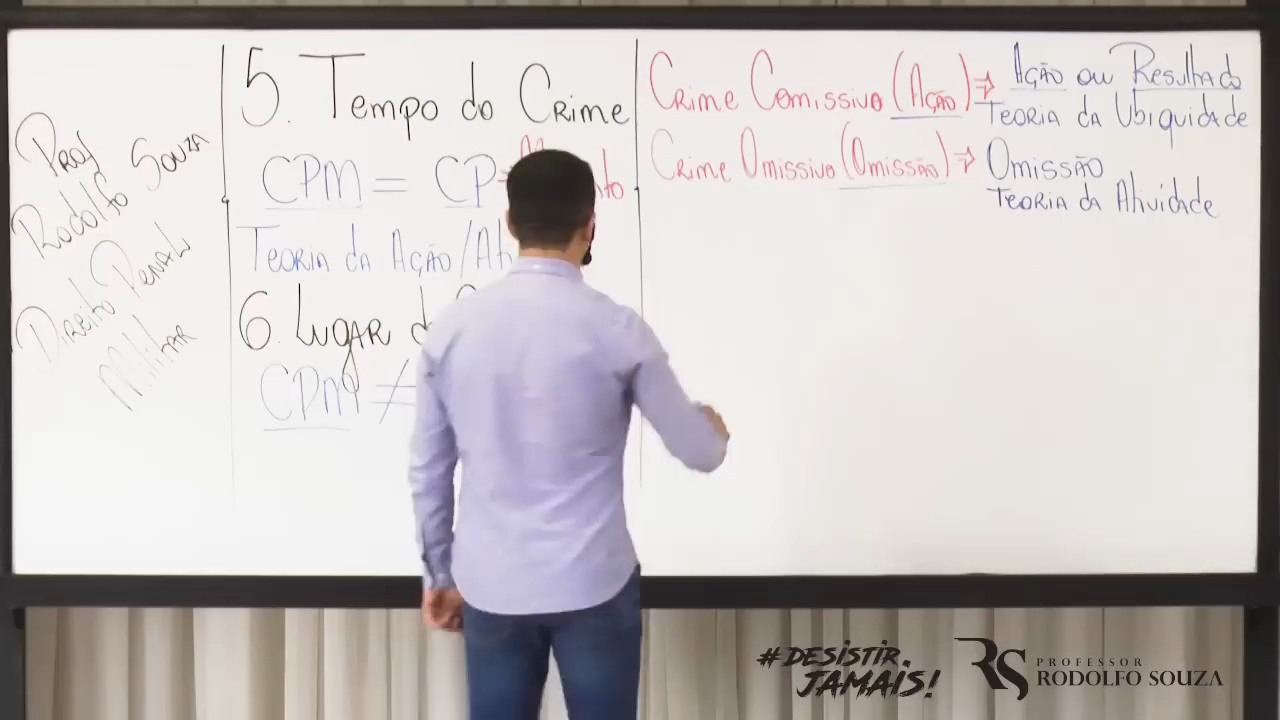 Prof
Rodolfo Souza
Direito Penal
Militar
5. Tempo do Crime
CPM = CP =
Teoria da Ação/
6. Lugar
CPM ≠
Crime Comissivo (Ação) ⇒ Ação ou Resultado
Teoria da Ubiquidade
Crime Omissivo (Omissão) ⇒ Omissão
Teoria da Atividade
#DESISTIR
JAMAIS!
RS
PROFESSOR
RODOLFO SOUZA